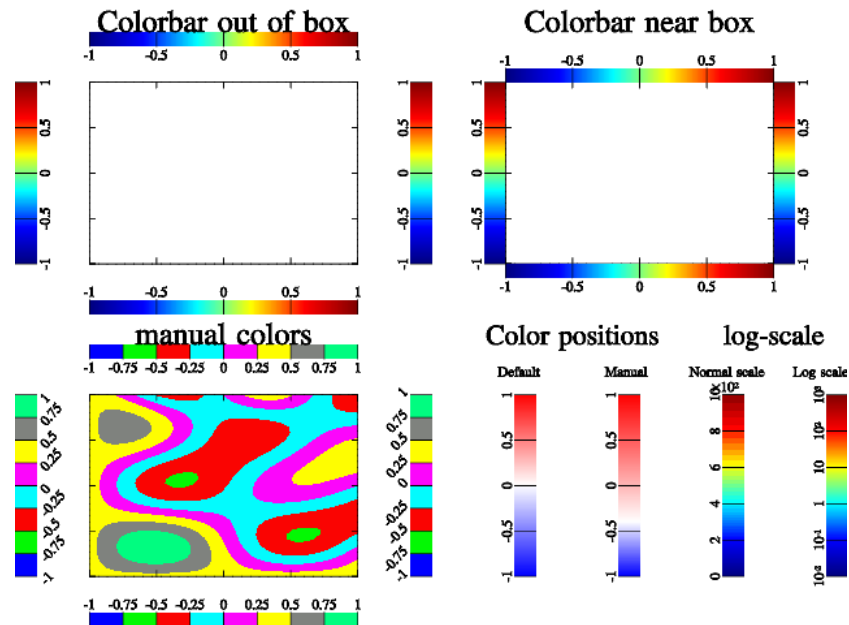 Colorbar out of box
Colorbar near box
-1 -0.5 0 0.5 1
-1 -0.5 0 0.5 1
1 0.5 0 -0.5 -1
1 0.5 0 -0.5 -1
1 0.5 0 -0.5 -1
1 0.5 0 -0.5 -1
-1 -0.5 0 0.5 1
-1 -0.5 0 0.5 1
manual colors
Color positions
log-scale
-1 -0.75 -0.5 -0.25 0 0.25 0.5 0.75 1
Default
Manual
Normal scale
Log scale
1 0.75 0.5 0.25 0 -0.25 -0.5 -0.75 -1
1 0.75 0.5 0.25 0 -0.25 -0.5 -0.75 -1
1 0.5 0 -0.5 -1
1 0.5 0 -0.5 -1
×10²
8 6 4 2 0
1
10⁻¹
10⁻²
-1 -0.75 -0.5 -0.25 0 0.25 0.5 0.75 1